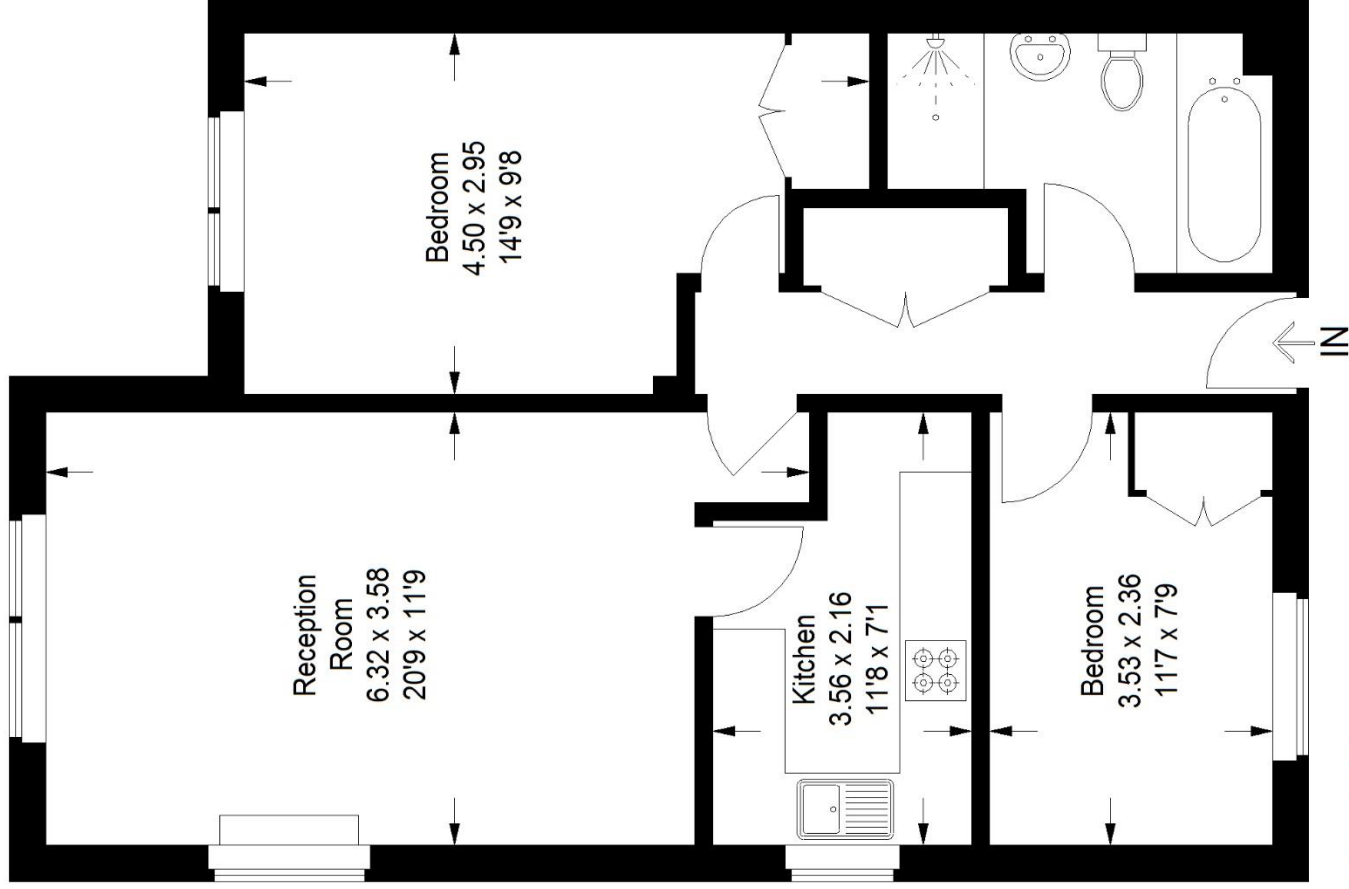 Bedroom
4.50 x 2.95
14'9 x 9'8
IN
Reception
Room
6.32 x 3.58
20'9 x 11'9
Kitchen
3.56 x 2.16
11'8 x 7'1
Bedroom
3.53 x 2.36
11'7 x 7'9